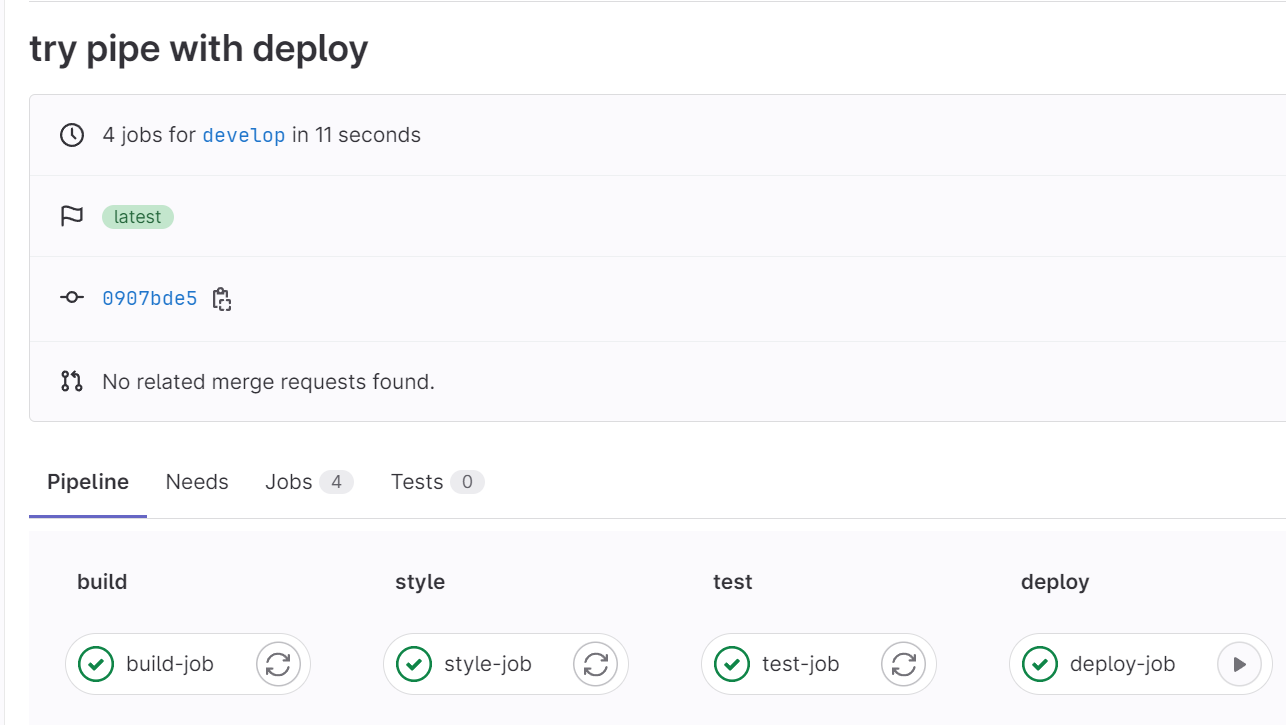 try pipe with deploy
4 jobs for develop in 11 seconds
latest
0907bde5
No related merge requests found.
Pipeline Needs Jobs 4 Tests 0
build style test deploy
build-job style-job test-job deploy-job